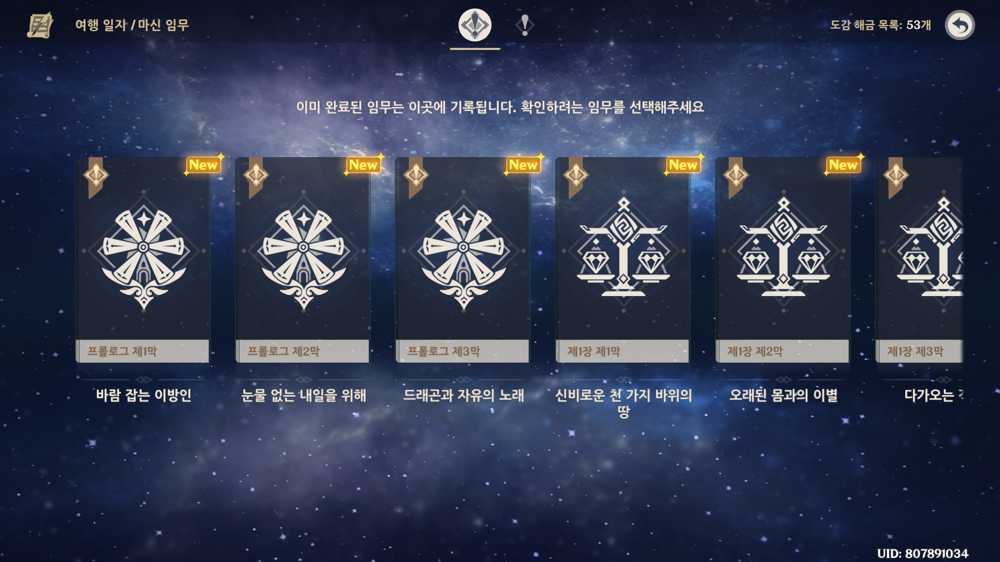 여행 일지 / 마신 임무
도감 해금 목록: 53개
이미 완료된 임무는 이곳에 기록됩니다. 확인하려는 임무를 선택해주세요
New
New
New
New
New
프롤로그 제1막
프롤로그 제2막
프롤로그 제3막
제1장 제1막
제1장 제2막
제1장 제3막
바람 잡는 이방인
눈물 없는 내일을 위해
드래곤과 자유의 노래
신비로운 천 가지 바위의
땅
오래된 몸과의 이별
다가오는
UID: 807891034